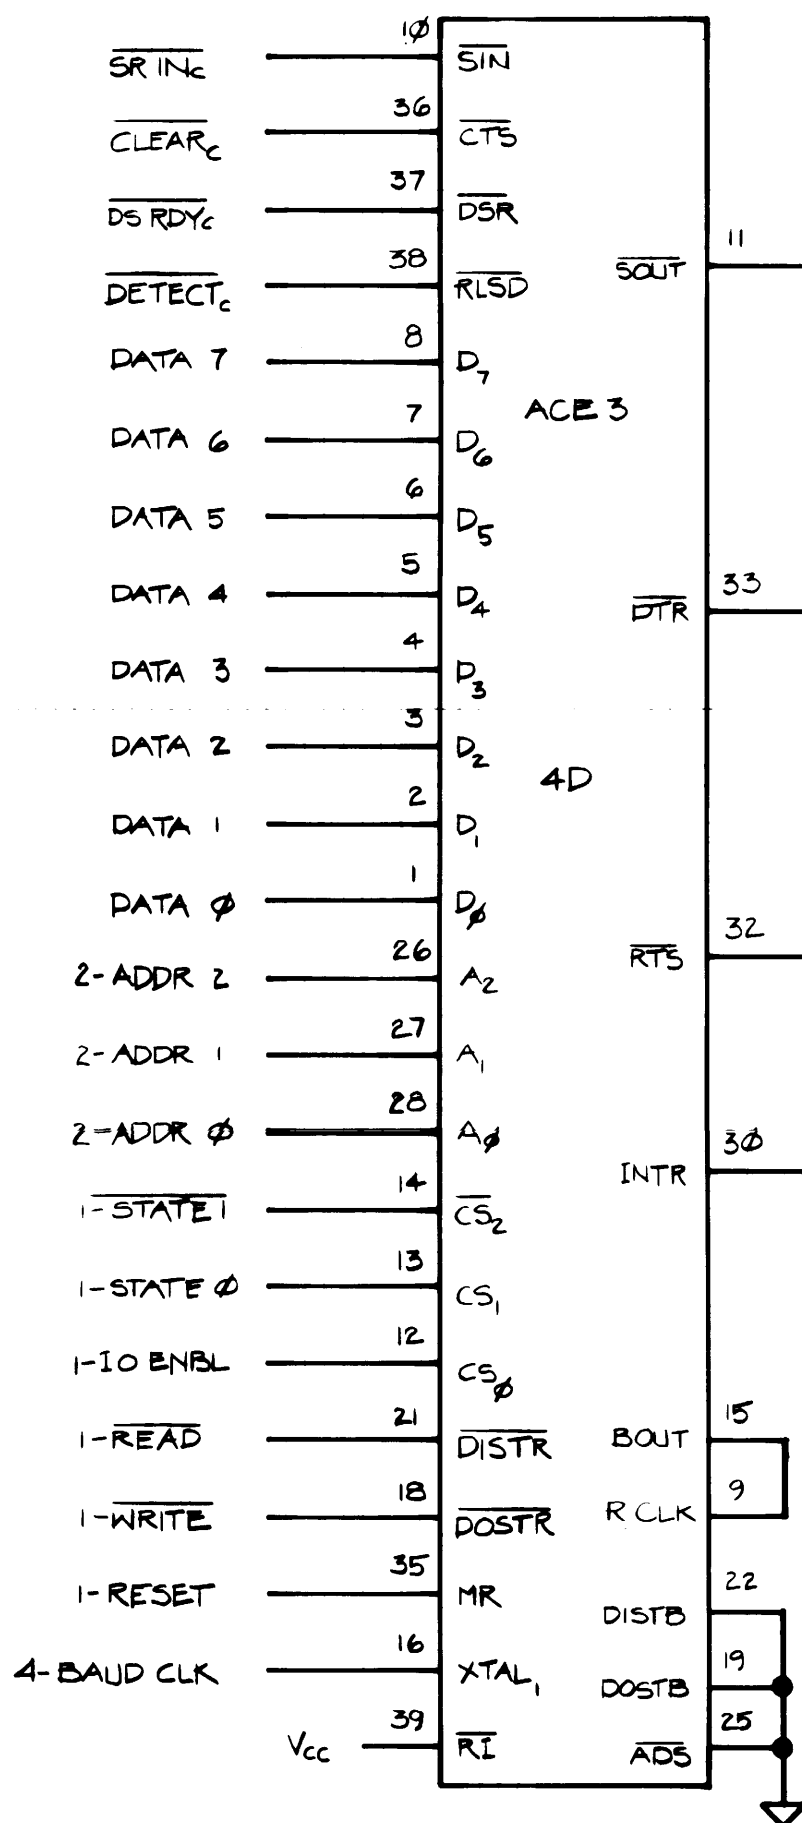 10
SR INc SIN
36
CLEARc CTS
37
DS RDYc DSR
11
38 SOUT
DETECTc RLSD
8
DATA 7 D7
ACE 3
7
DATA 6 D6
6
DATA 5 D5
5 33
DATA 4 D4 DTR
4
DATA 3 D3
3
DATA 2 D2
4D
2
DATA 1 D1
1
DATA Ø DØ
26 32
2-ADDR 2 A2 RTS
27
2-ADDR 1 A1
28 3Ø
2-ADDR Ø AØ
INTR
14
1-STATE 1 CS2
13
1-STATE Ø CS1
12
1-IO ENBL CSØ
21 15
1-READ DISTR BOUT
18 9
1-WRITE DOSTR R CLK
35 22
1-RESET MR DISTB
16 19
4-BAUD CLK XTAL1 DOSTB
39 25
Vcc RI ADS